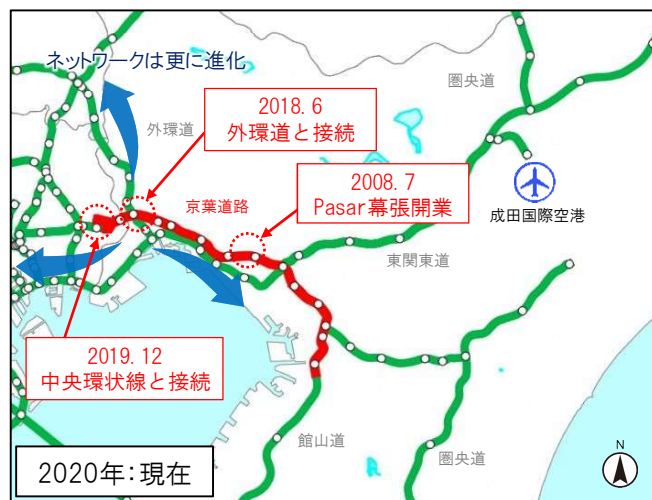 ネットワークは更に進化
圏央道
2018.6
外環道と接続
外環道
2008.7
Pasar幕張開業
京葉道路
成田国際空港
東関東道
2019.12
中央環状線と接続
館山道
圏央道
2020年:現在
N